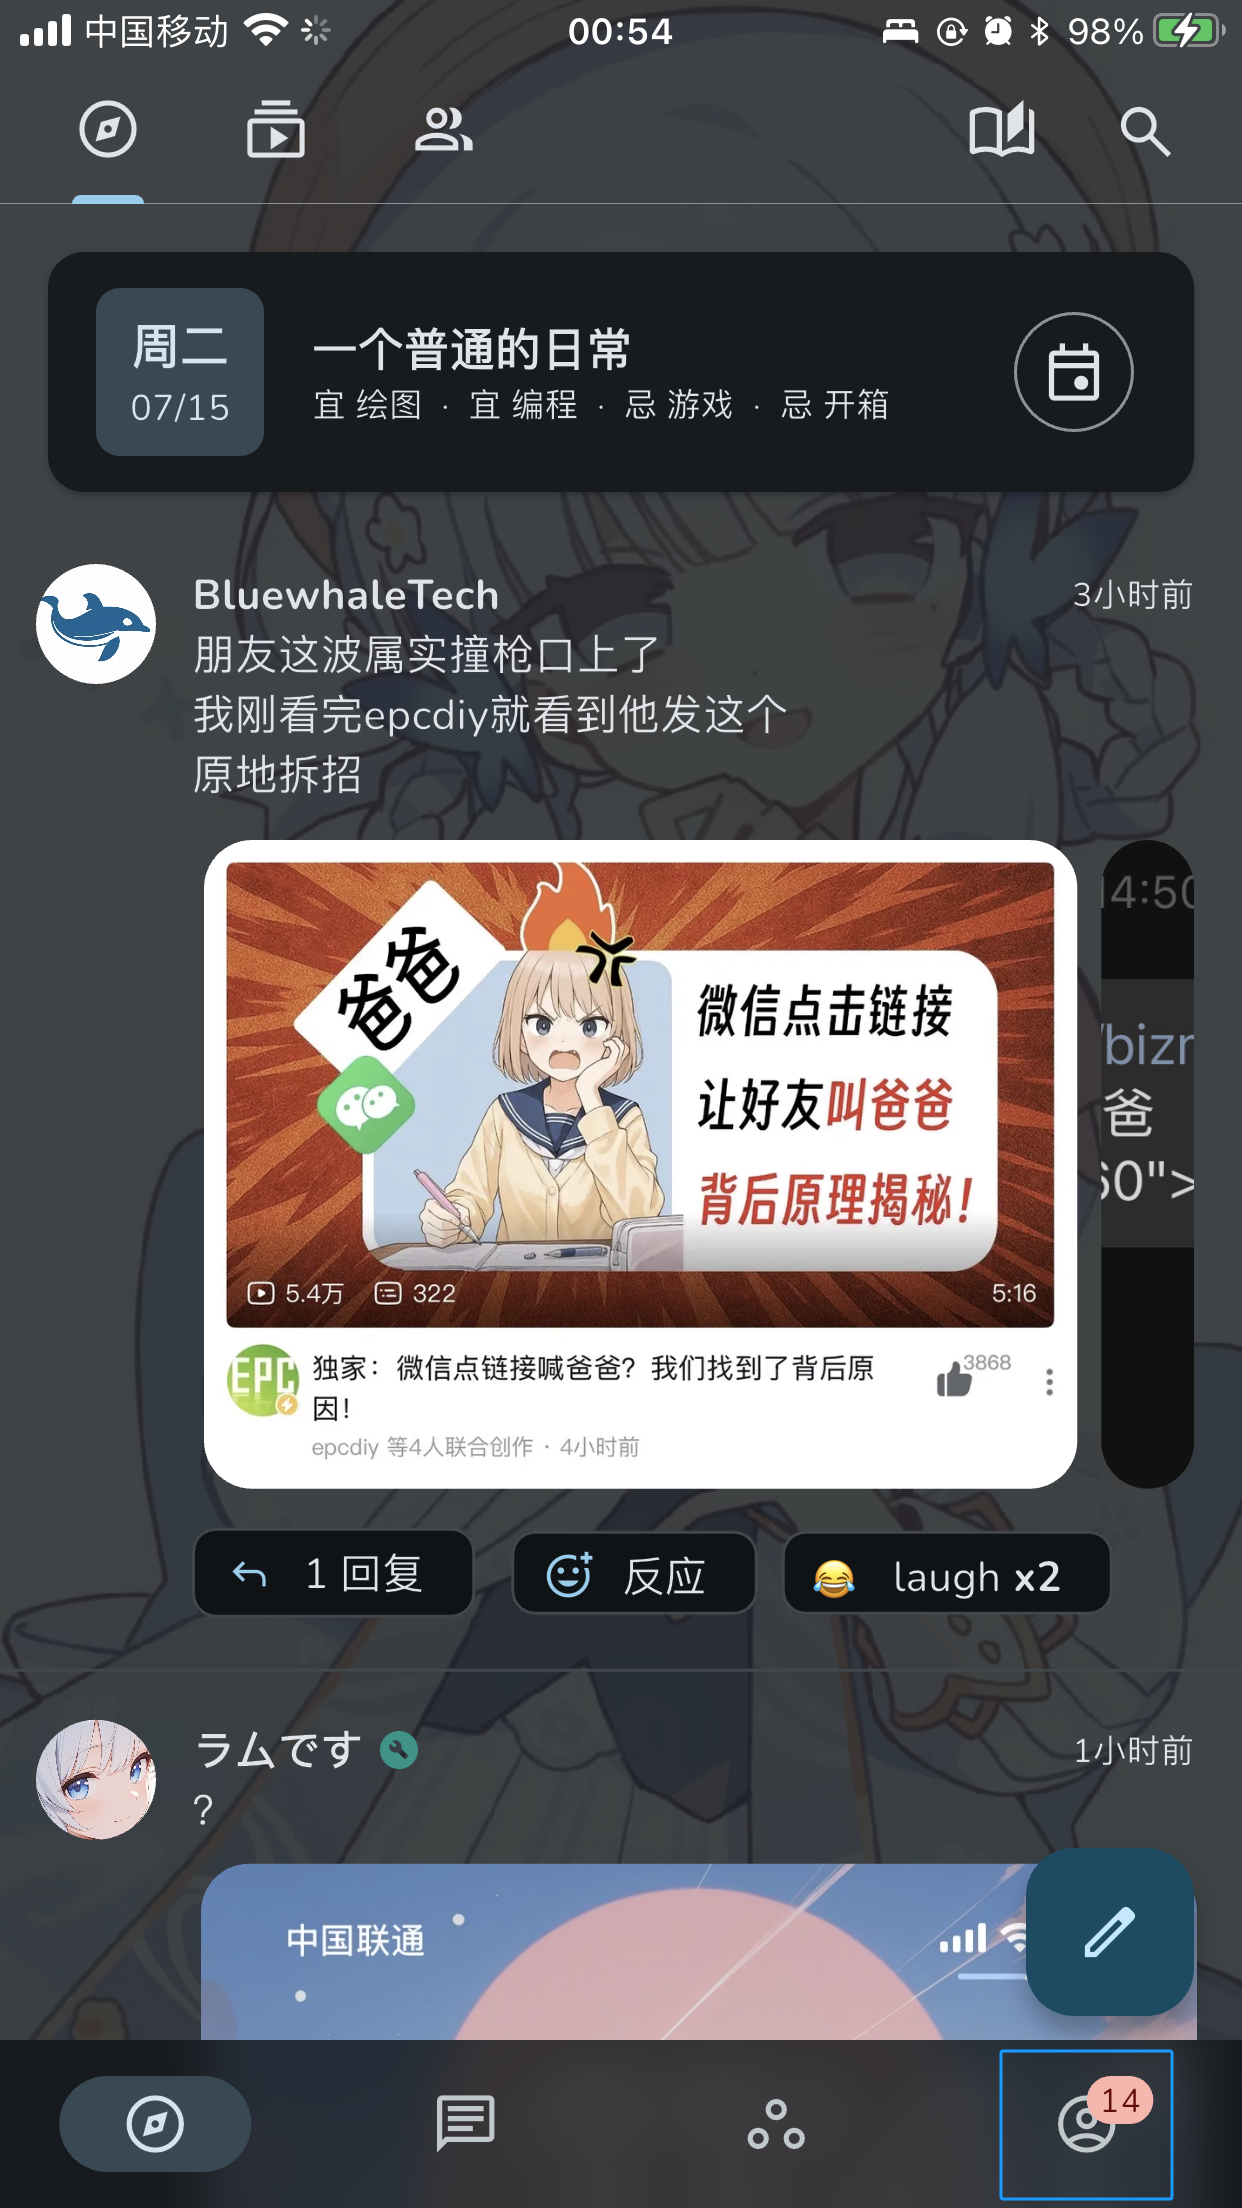 中国移动
00:54
98%
周二
07/15
一个普通的日常
宜 绘图 · 宜 编程 · 忌 游戏 · 忌 开箱
BluewhaleTech
3小时前
朋友这波属实撞枪口上了
我刚看完epcdiy就看到他发这个
原地拆招
爸爸
微信点击链接
让好友叫爸爸
背后原理揭秘!
5.4万
322
5:16
EPC
独家：微信点链接喊爸爸？我们找到了背后原
因！
3868
epcdiy 等4人联合创作 · 4小时前
14:50
/bizr
爸
60">
1 回复
反应
laugh x2
ラムです
1小时前
?
中国联通
14